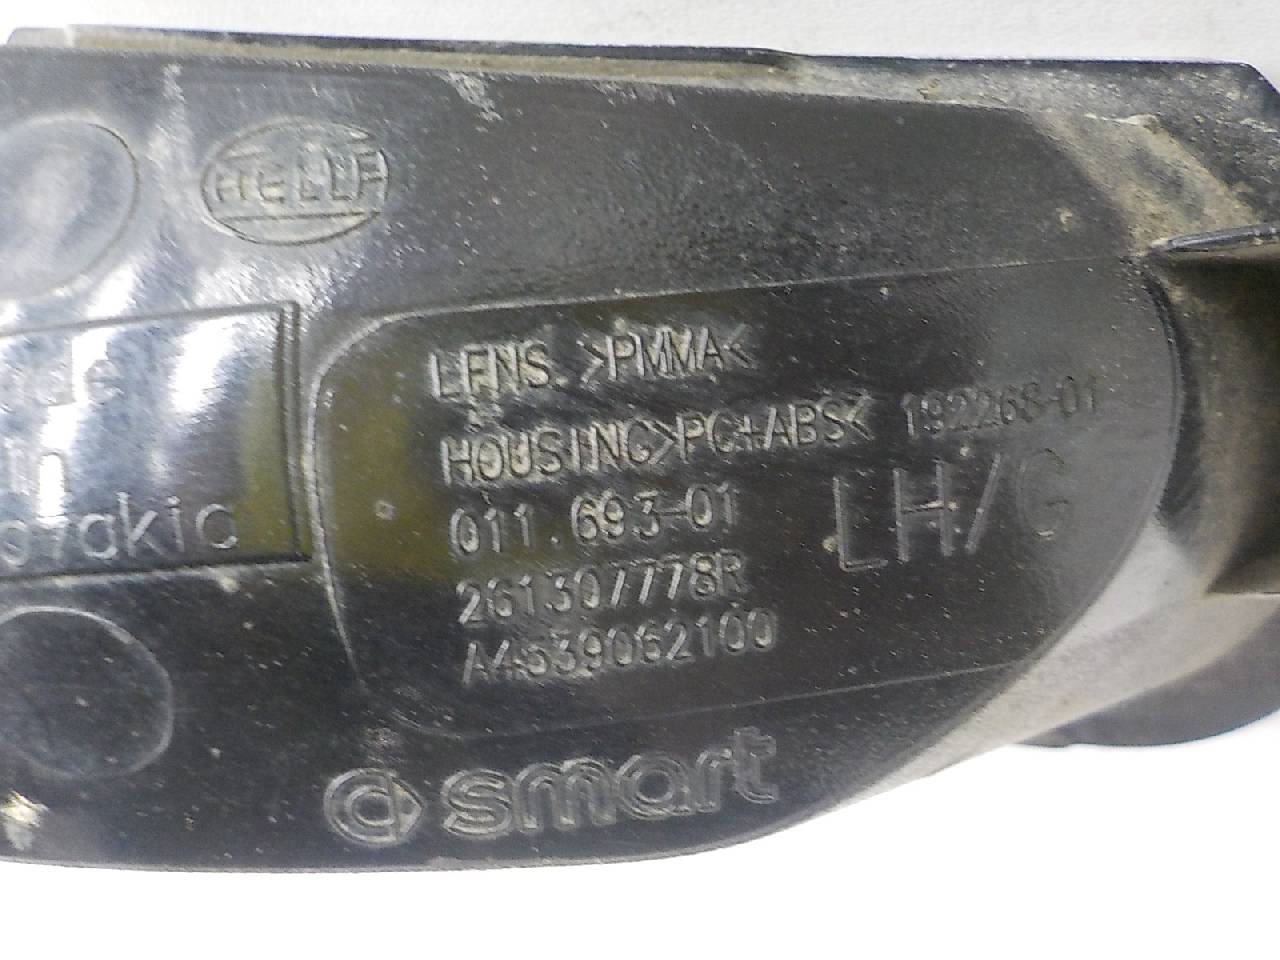 HELLA
LENS >PMMA<
HOUSING>PC+ABS< 192268-01
011.693-01 LH/G
261307778R
A4539062100
smart